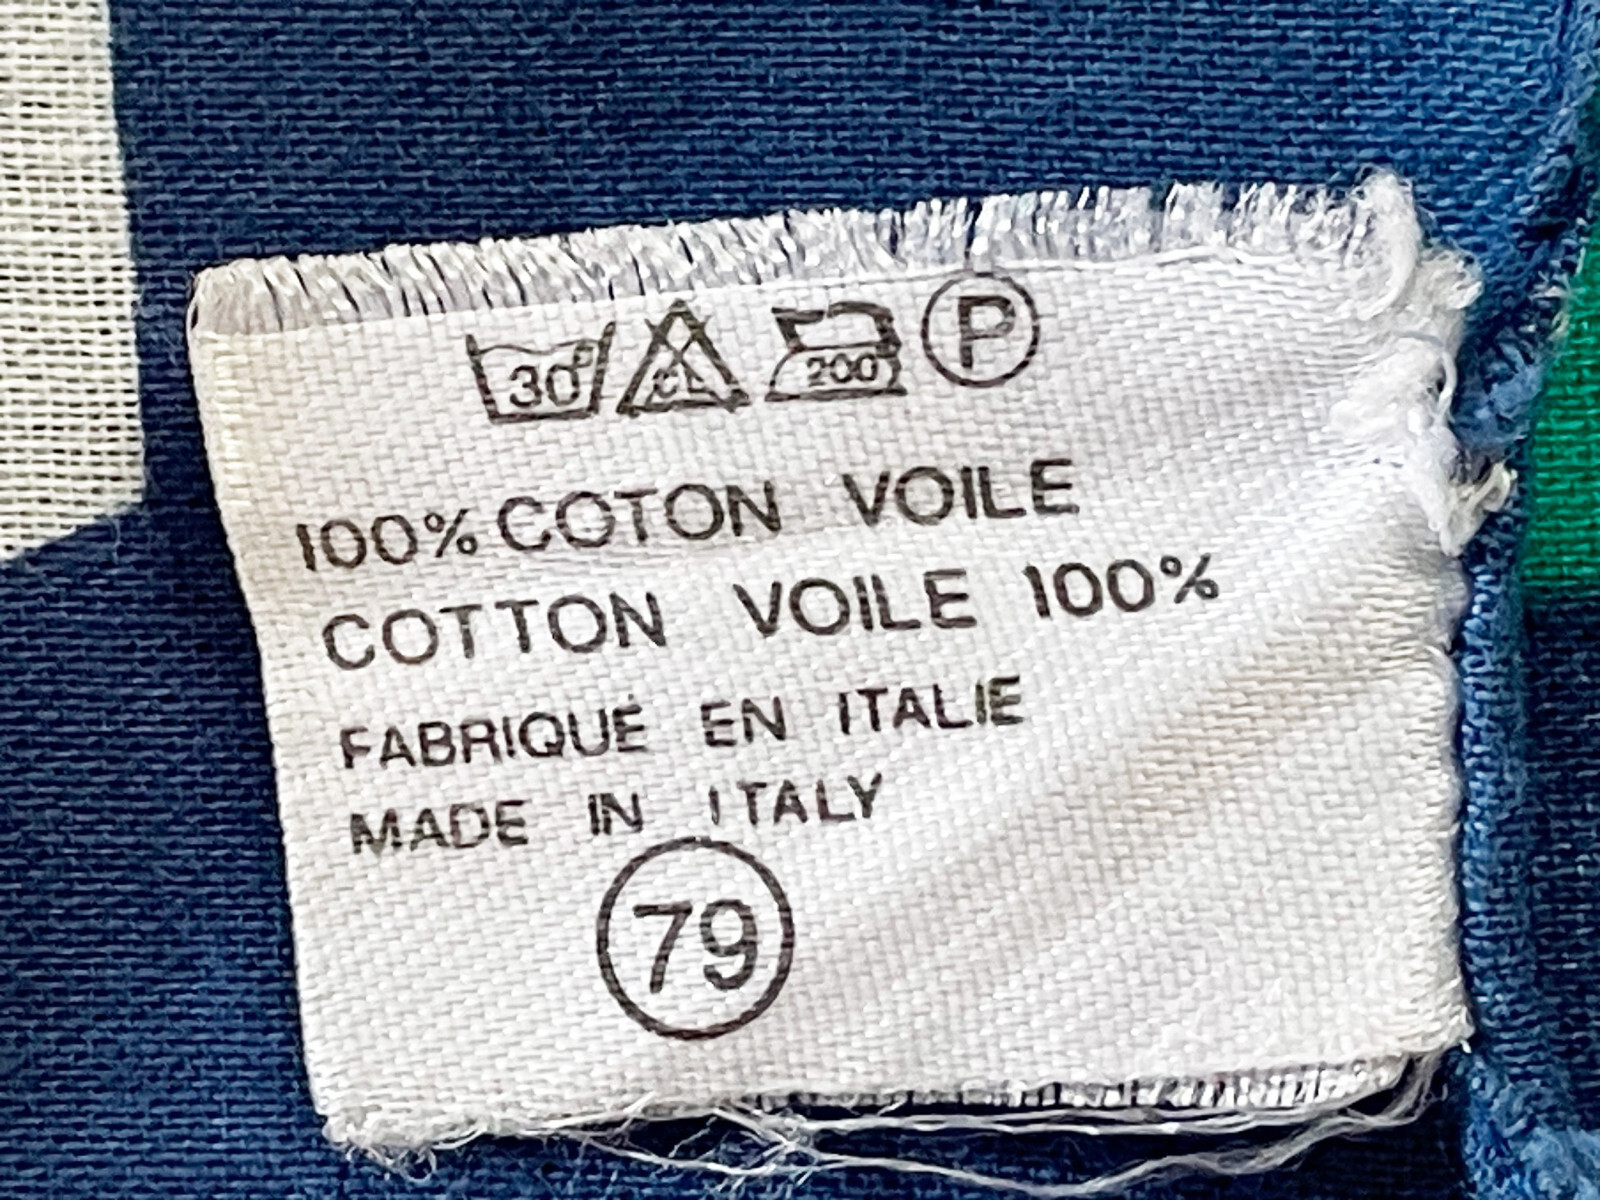 30° CL 200° P
100% COTON VOILE
COTTON VOILE 100%
FABRIQUÉ EN ITALIE
MADE IN ITALY
79